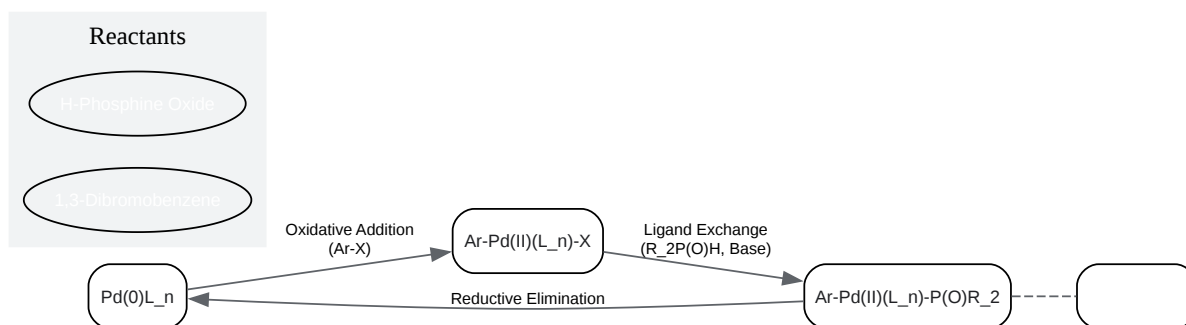 Reactants
H-Phosphine Oxide
1,3-Dibromobenzene
Oxidative Addition
(Ar-X)
Ar-Pd(II)(L_n)-X
Ligand Exchange
(R_2P(O)H, Base)
Pd(0)L_n
Reductive Elimination
Ar-Pd(II)(L_n)-P(O)R_2